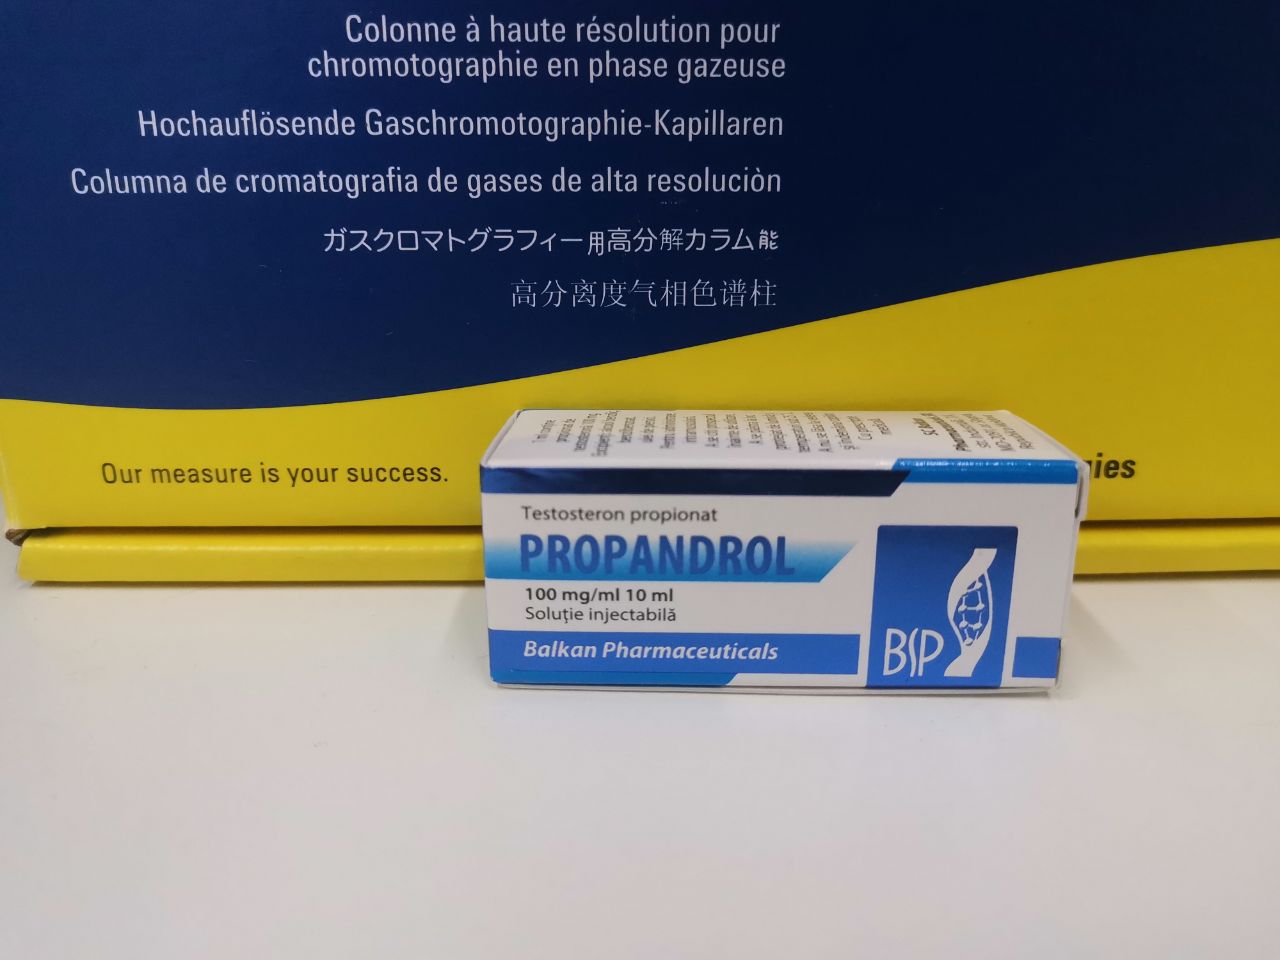 Colonne à haute résolution pour
chromotographie en phase gazeuse
Hochauflösende Gaschromotographie-Kapillaren
Columna de cromatografia de gases de alta resoluciòn
ガスクロマトグラフィー用高分解カラム能
高分离度气相色谱柱
Our measure is your success.
gies
Testosteron propionat
PROPANDROL
100 mg/ml 10 ml
Soluţie injectabilă
Balkan Pharmaceuticals
BSP